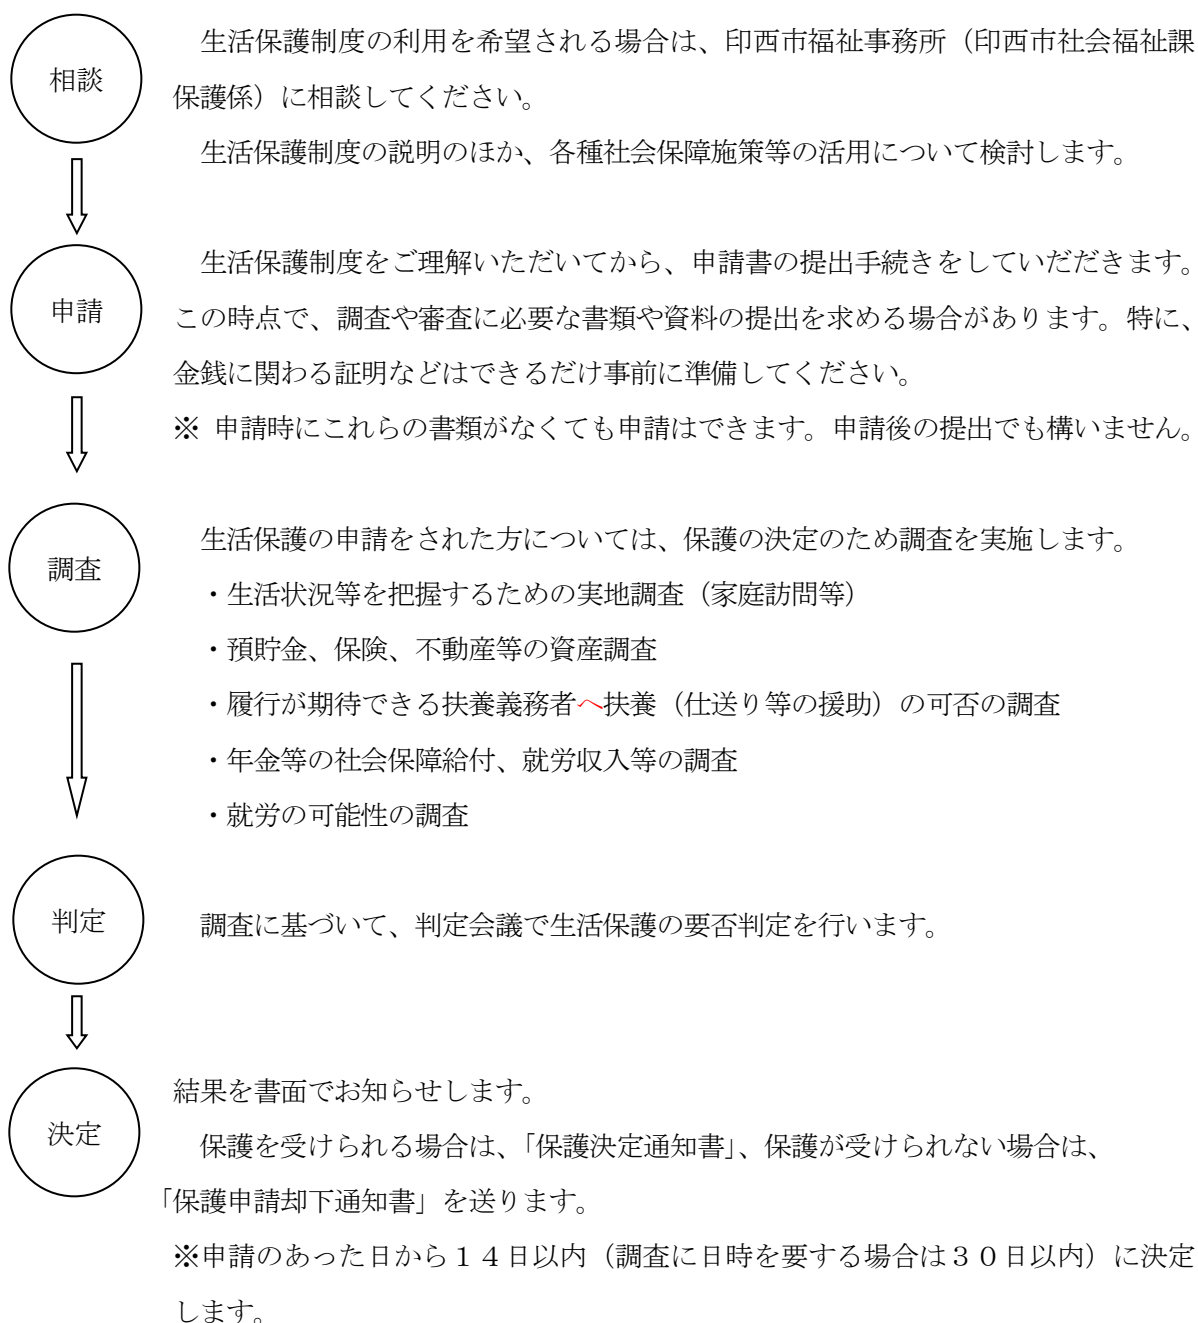 相談
生活保護制度の利用を希望される場合は、印西市福祉事務所（印西市社会福祉課
保護係）に相談してください。
生活保護制度の説明のほか、各種社会保障施策等の活用について検討します。
申請
生活保護制度をご理解いただいてから、申請書の提出手続きをしていだだきます。
この時点で、調査や審査に必要な書類や資料の提出を求める場合があります。特に、
金銭に関わる証明などはできるだけ事前に準備してください。
※ 申請時にこれらの書類がなくても申請はできます。申請後の提出でも構いません。
調査
生活保護の申請をされた方については、保護の決定のため調査を実施します。
・生活状況等を把握するための実地調査（家庭訪問等）
・預貯金、保険、不動産等の資産調査
・履行が期待できる扶養義務者へ扶養（仕送り等の援助）の可否の調査
・年金等の社会保障給付、就労収入等の調査
・就労の可能性の調査
判定
調査に基づいて、判定会議で生活保護の要否判定を行います。
決定
結果を書面でお知らせします。
保護を受けられる場合は、「保護決定通知書」、保護が受けられない場合は、
「保護申請却下通知書」を送ります。
※申請のあった日から１４日以内（調査に日時を要する場合は３０日以内）に決定
します。